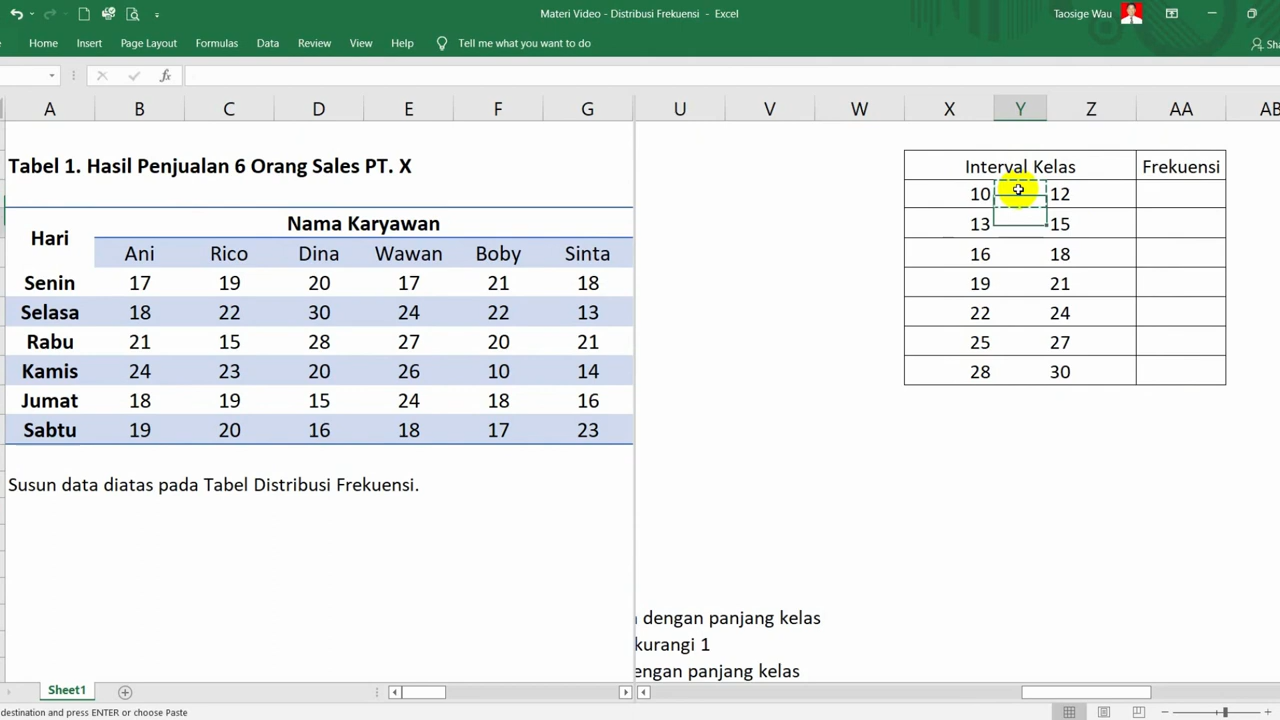 Materi Video - Distribusi Frekuensi - Excel
Taosige Wau
Home Insert Page Layout Formulas Data Review View Help Tell me what you want to do
fx
A B C D E F G U V W X Y Z AA AB
Tabel 1. Hasil Penjualan 6 Orang Sales PT. X
Hari Nama Karyawan
Ani Rico Dina Wawan Boby Sinta
Senin 17 19 20 17 21 18
Selasa 18 22 30 24 22 13
Rabu 21 15 28 27 20 21
Kamis 24 23 20 26 10 14
Jumat 18 19 15 24 18 16
Sabtu 19 20 16 18 17 23
Susun data diatas pada Tabel Distribusi Frekuensi.
Interval Kelas Frekuensi
10 12
13 15
16 18
19 21
22 24
25 27
28 30
dengan panjang kelas
kurangi 1
engan panjang kelas
Sheet1
destination and press ENTER or choose Paste